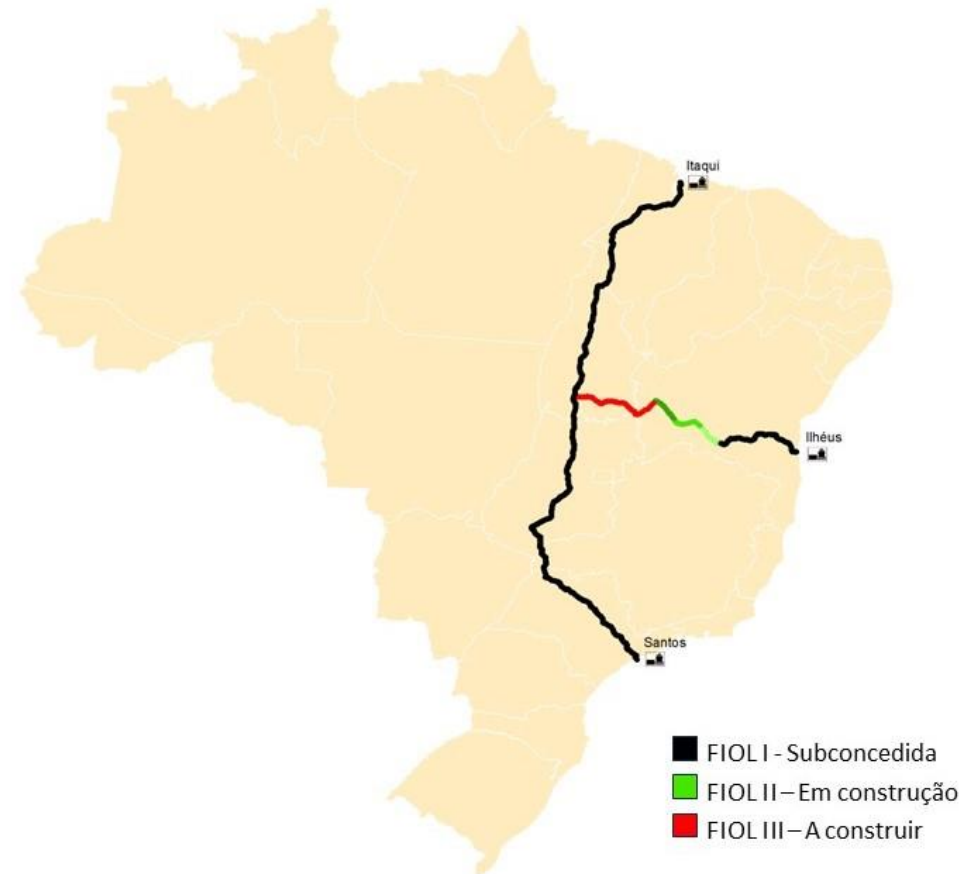 Itaqui
Ilhéus
Santos
FIOL I - Subconcedida
FIOL II – Em construção
FIOL III – A construir